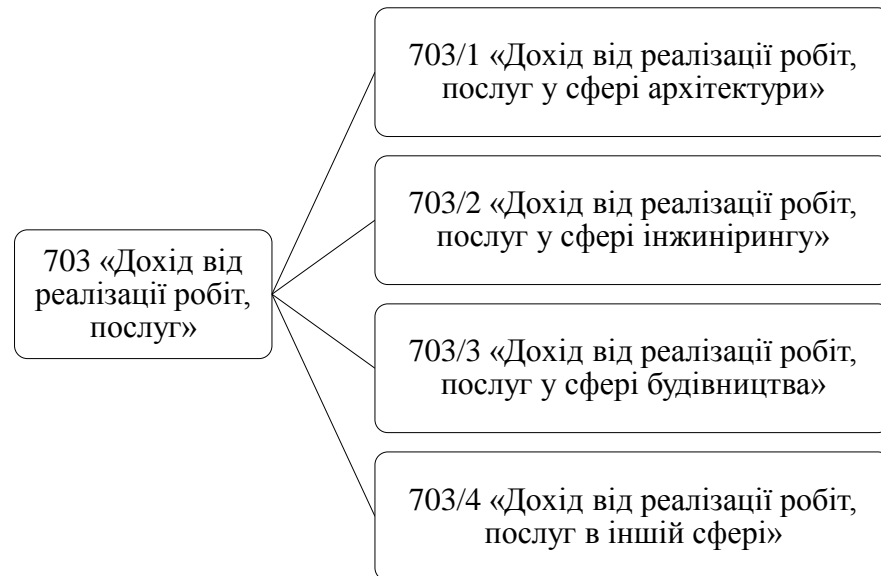 703 «Дохід від
реалізації робіт,
послуг»
703/1 «Дохід від реалізації робіт,
послуг у сфері архітектури»
703/2 «Дохід від реалізації робіт,
послуг у сфері інжинірингу»
703/3 «Дохід від реалізації робіт,
послуг у сфері будівництва»
703/4 «Дохід від реалізації робіт,
послуг в іншій сфері»